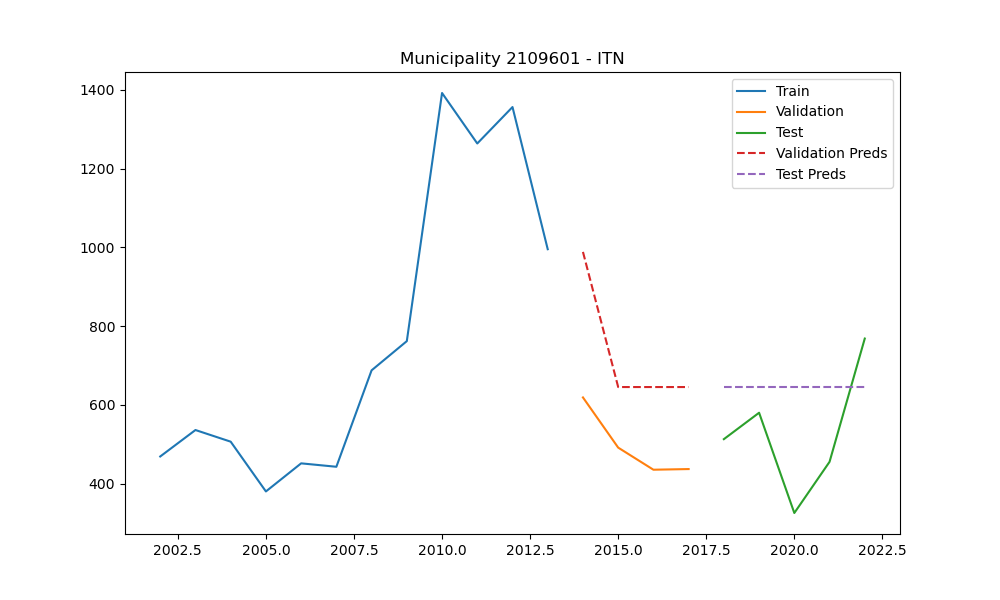 Municipality 2109601 - ITN
Train
Validation
Test
Validation Preds
Test Preds
1400
1200
1000
800
600
400
2002.5 2005.0 2007.5 2010.0 2012.5 2015.0 2017.5 2020.0 2022.5